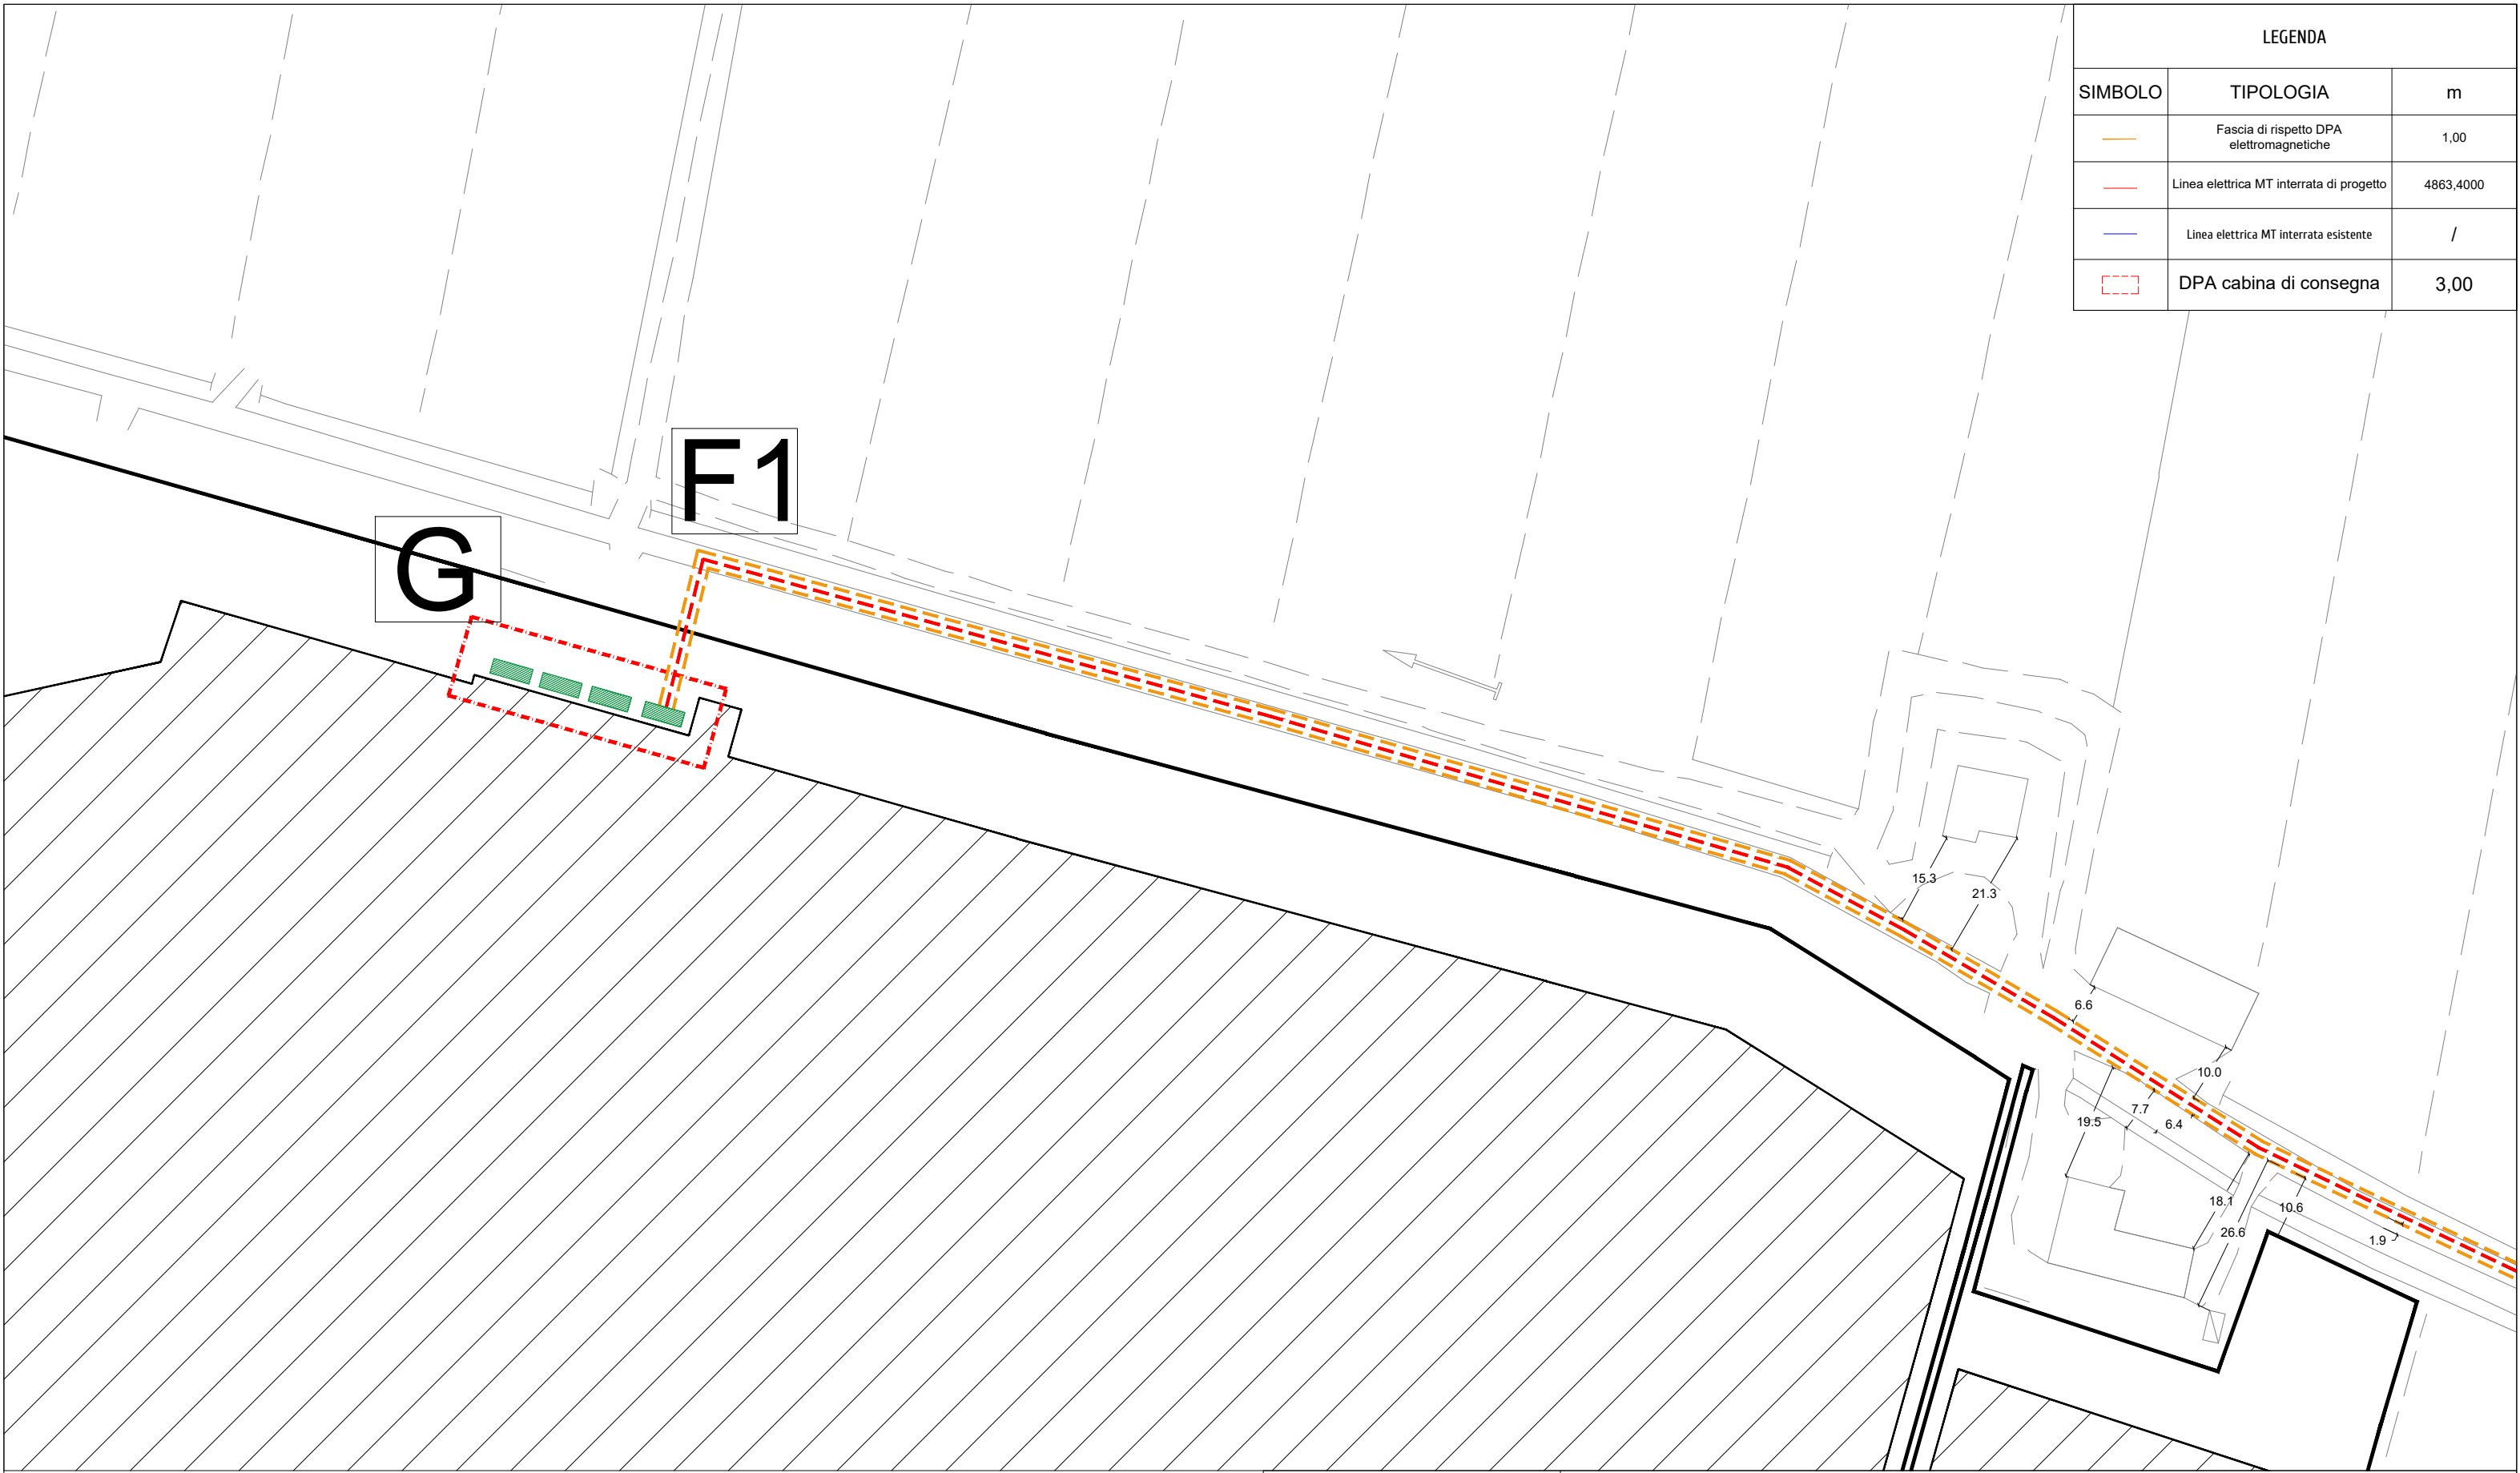 LEGENDA
SIMBOLO TIPOLOGIA m
Fascia di rispetto DPA
elettromagnetiche 1,00
Linea elettrica MT interrata di progetto 4863,4000
Linea elettrica MT interrata esistente /
DPA cabina di consegna 3,00
F1
G
15.3
21.3
6.6
10.0
7.7
19.5
6.4
18.1
10.6
26.6
1.9